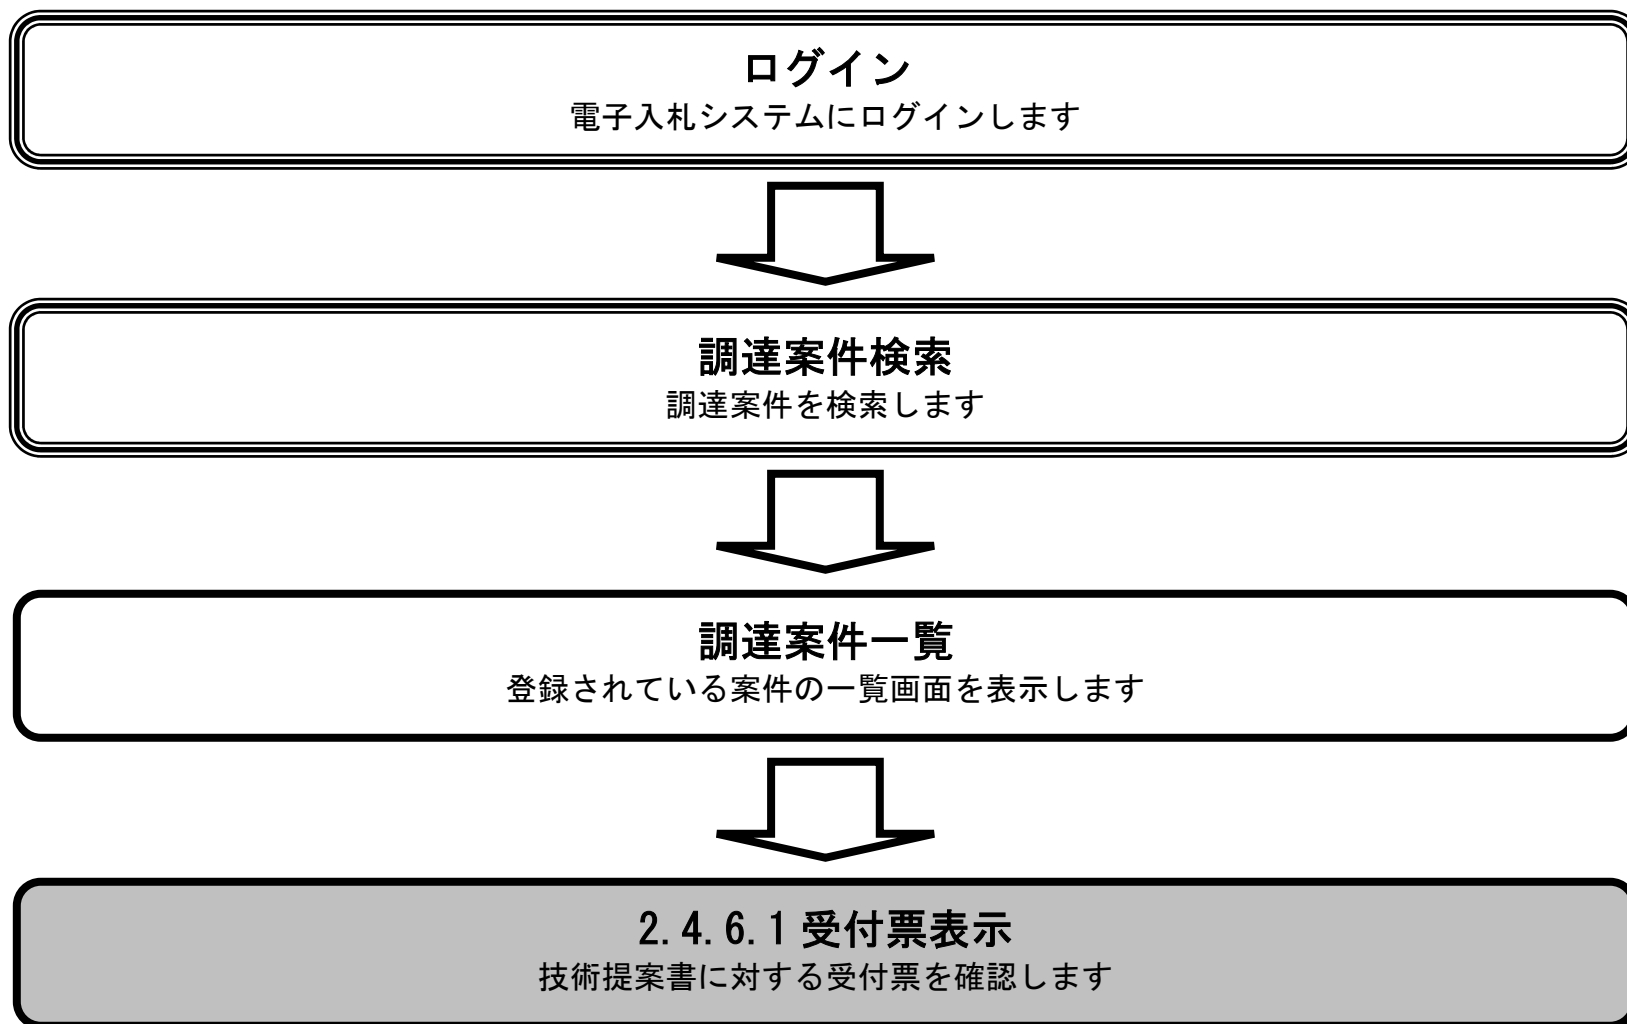 ログイン
電子入札システムにログインします
調達案件検索
調達案件を検索します
調達案件一覧
登録されている案件の一覧画面を表示します
2.4.6.1 受付票表示
技術提案書に対する受付票を確認します